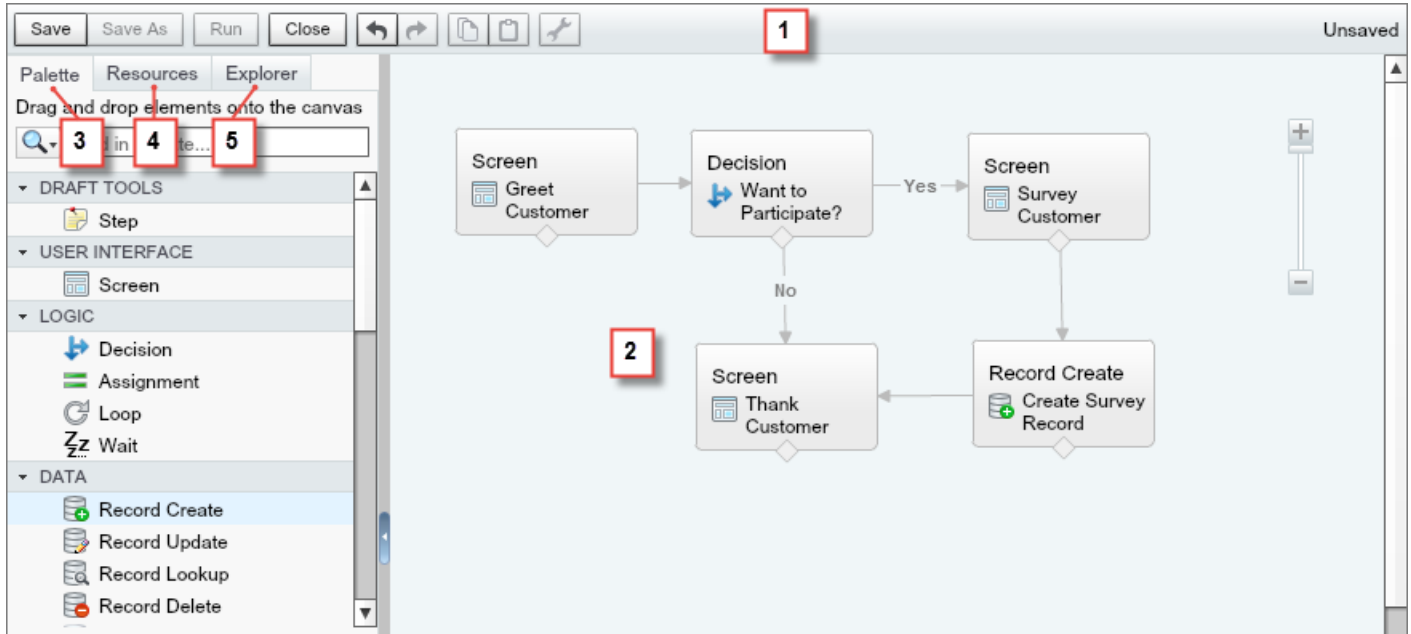 Save Save As Run Close 1 Unsaved
Palette Resources Explorer
Drag and drop elements onto the canvas
3 in 4 te... 5
DRAFT TOOLS
Step
USER INTERFACE
Screen
LOGIC
Decision
Assignment
Loop
Zzz Wait
DATA
Record Create
Record Update
Record Lookup
Record Delete
Screen
Greet
Customer
Decision
Want to
Participate?
Yes
Screen
Survey
Customer
No
2
Screen
Thank
Customer
Record Create
Create Survey
Record